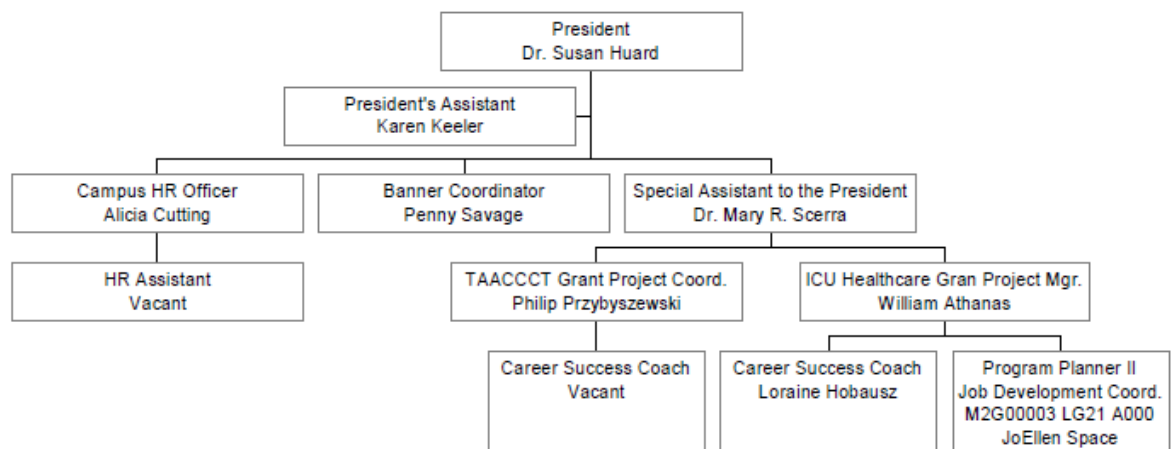 President
Dr. Susan Huard
President's Assistant
Karen Keeler
Campus HR Officer
Alicia Cutting
Banner Coordinator
Penny Savage
Special Assistant to the President
Dr. Mary R. Scerra
HR Assistant
Vacant
TAACCCT Grant Project Coord.
Philip Przybyszewski
ICU Healthcare Gran Project Mgr.
William Athanas
Career Success Coach
Vacant
Career Success Coach
Loraine Hobausz
Program Planner II
Job Development Coord.
M2G00003 LG21 A000
JoEllen Space